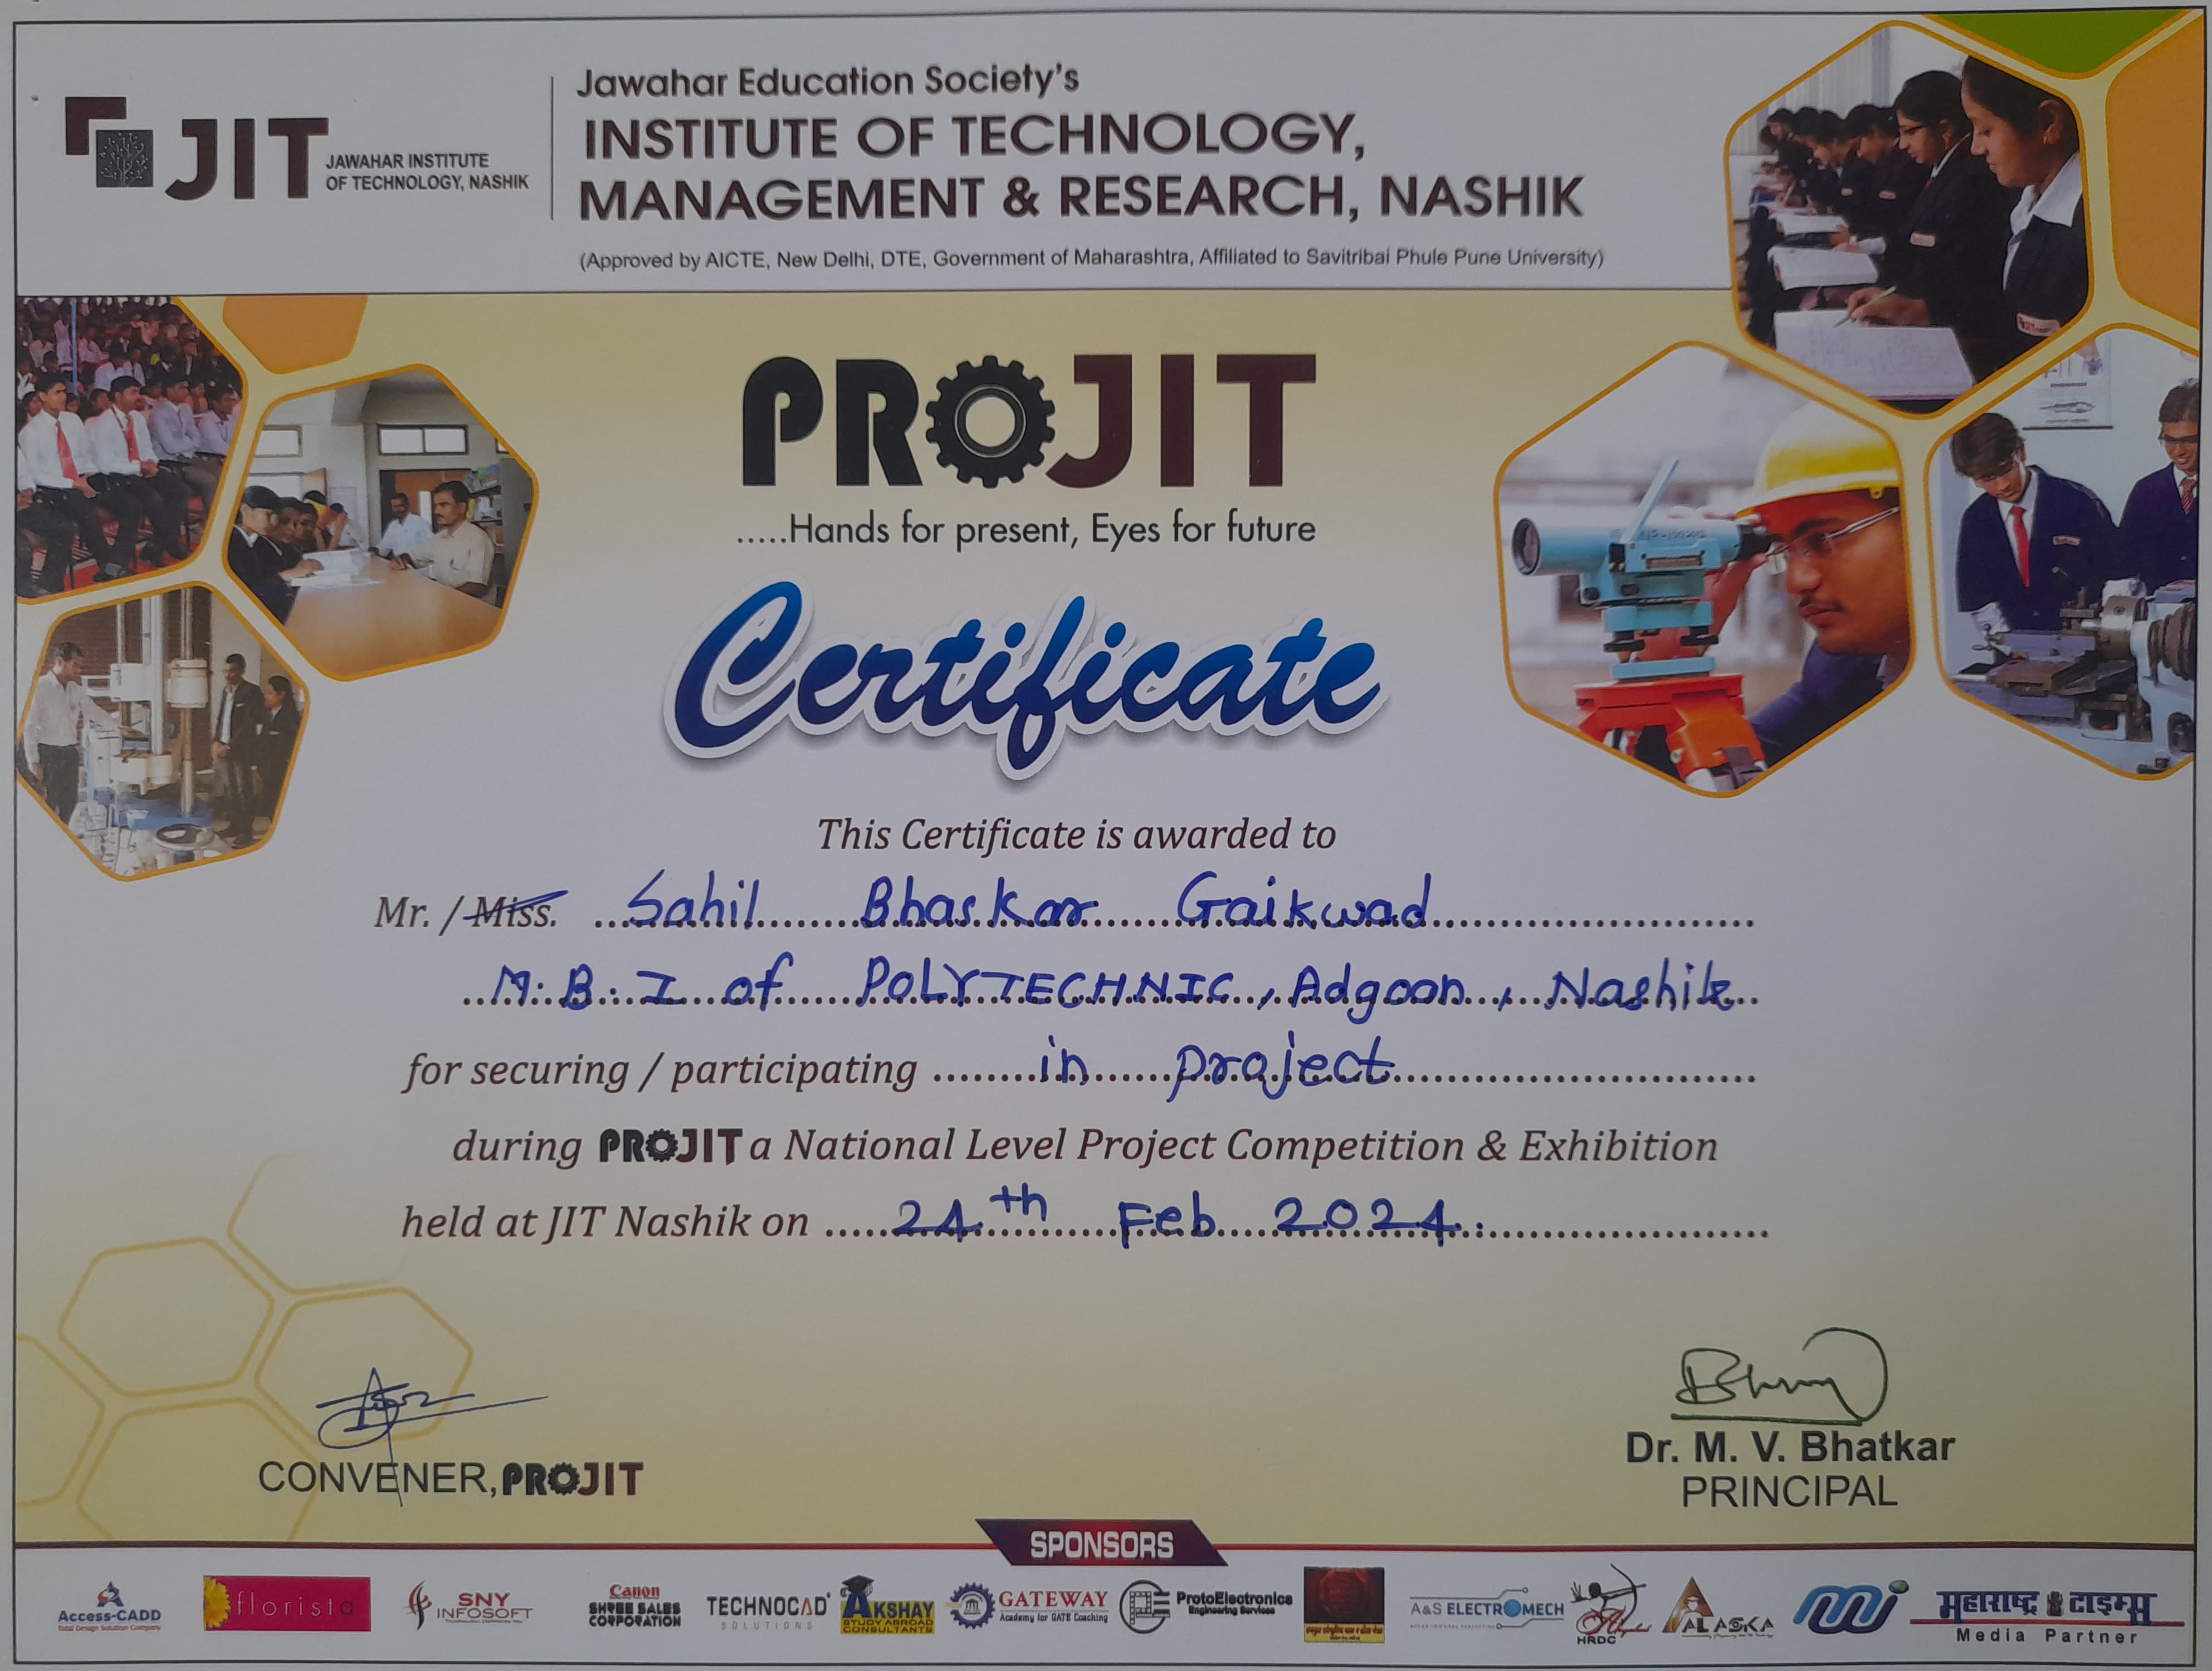 JIT
JAWAHAR INSTITUTE
OF TECHNOLOGY, NASHIK
Jawahar Education Society's
INSTITUTE OF TECHNOLOGY,
MANAGEMENT & RESEARCH, NASHIK
(Approved by AICTE, New Delhi, DTE, Government of Maharashtra, Affiliated to Savitribai Phule Pune University)
PROJIT
.....Hands for present, Eyes for future
Certificate
This Certificate is awarded to
Mr. / Miss. Sahil Bhaskar Gaikwad
M.B.I of POLYTECHNIC, Adgaon, Nashik
for securing / participating in project
during PROJIT a National Level Project Competition & Exhibition
held at JIT Nashik on 24th Feb 2024.
CONVENER, PROJIT
Dr. M. V. Bhatkar
PRINCIPAL
SPONSORS
Access-CADD
Total Design Solution Company
florista
SNY
INFOSOFT
Canon
SHREE SALES
CORPORATION
TECHNOCAD
SOLUTIONS
AKSHAY
STUDY ABROAD
CONSULTANTS
GATEWAY
Academy for GATE Coaching
ProtoElectronics
Engineering Services
A&S ELECTROMECH
HRDC
ALASKA
महाराष्ट्र टाइम्स
Media Partner